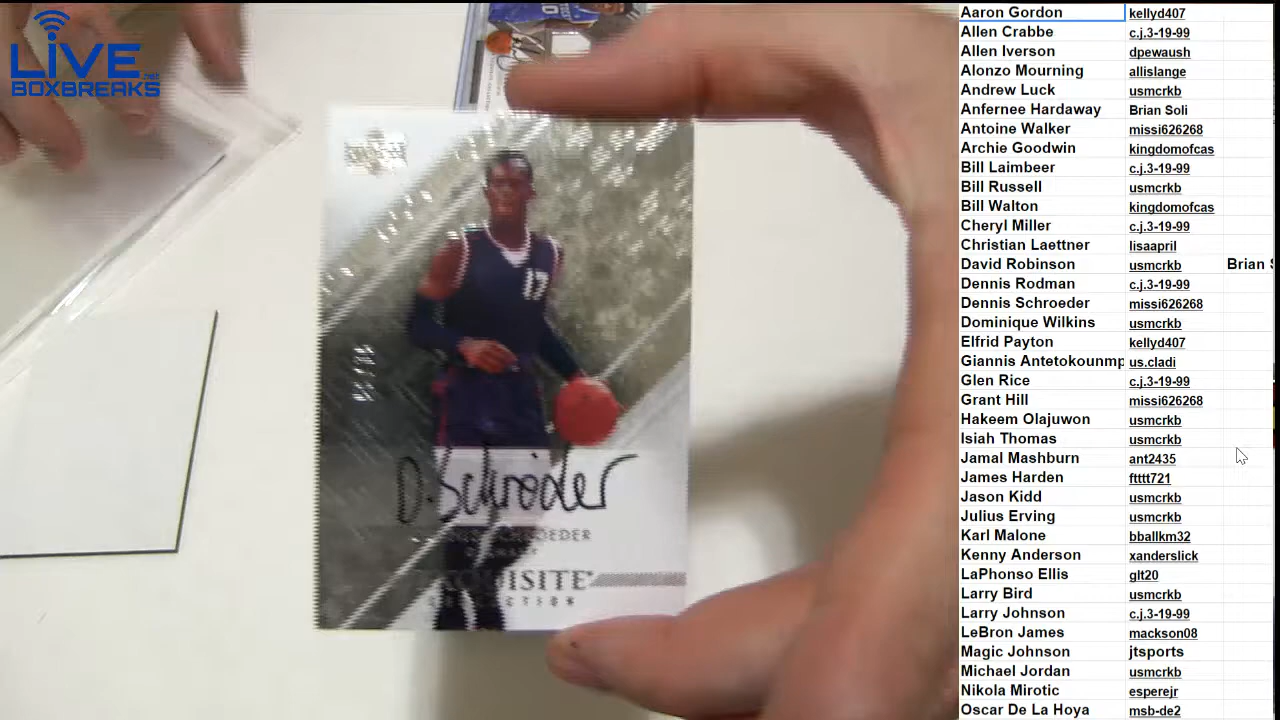 LIVE
.net
BOXBREAKS
17
D. Schröder
EXQUISITE
COLLECTION
Aaron Gordon kellyd407
Allen Crabbe c.j.3-19-99
Allen Iverson dpewaush
Alonzo Mourning allislange
Andrew Luck usmcrkb
Anfernee Hardaway Brian Soli
Antoine Walker missi626268
Archie Goodwin kingdomofcas
Bill Laimbeer c.j.3-19-99
Bill Russell usmcrkb
Bill Walton kingdomofcas
Cheryl Miller c.j.3-19-99
Christian Laettner lisaapril
David Robinson usmcrkb Brian S
Dennis Rodman c.j.3-19-99
Dennis Schroeder missi626268
Dominique Wilkins usmcrkb
Elfrid Payton kellyd407
Giannis Antetokounmp us.cladi
Glen Rice c.j.3-19-99
Grant Hill missi626268
Hakeem Olajuwon usmcrkb
Isiah Thomas usmcrkb
Jamal Mashburn ant2435
James Harden ftttt721
Jason Kidd usmcrkb
Julius Erving usmcrkb
Karl Malone bballkm32
Kenny Anderson xanderslick
LaPhonso Ellis glt20
Larry Bird usmcrkb
Larry Johnson c.j.3-19-99
LeBron James mackson08
Magic Johnson jtsports
Michael Jordan usmcrkb
Nikola Mirotic esperejr
Oscar De La Hoya msb-de2